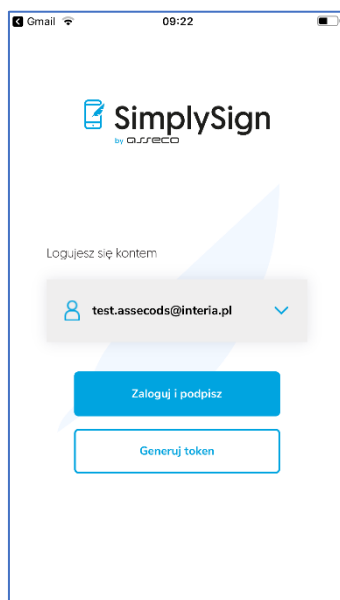 Gmail
09:22
SimplySign
by asseco
Logujesz się kontem
test.assecods@interia.pl
Zaloguj i podpisz
Generuj token